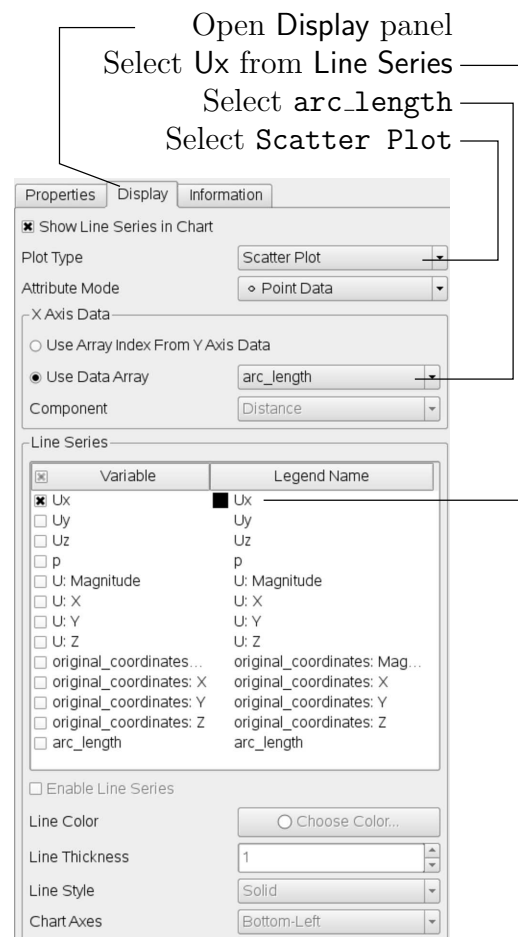 Open Display panel
Select Ux from Line Series
Select arc_length
Select Scatter Plot
Properties Display Information
Show Line Series in Chart
Plot Type Scatter Plot
Attribute Mode Point Data
X Axis Data
Use Array Index From Y Axis Data
Use Data Array arc_length
Component Distance
Line Series
Variable Legend Name
Ux Ux
Uy Uy
Uz Uz
p p
U: Magnitude U: Magnitude
U: X U: X
U: Y U: Y
U: Z U: Z
original_coordinates... original_coordinates: Mag...
original_coordinates: X original_coordinates: X
original_coordinates: Y original_coordinates: Y
original_coordinates: Z original_coordinates: Z
arc_length arc_length
Enable Line Series
Line Color Choose Color...
Line Thickness 1
Line Style Solid
Chart Axes Bottom-Left